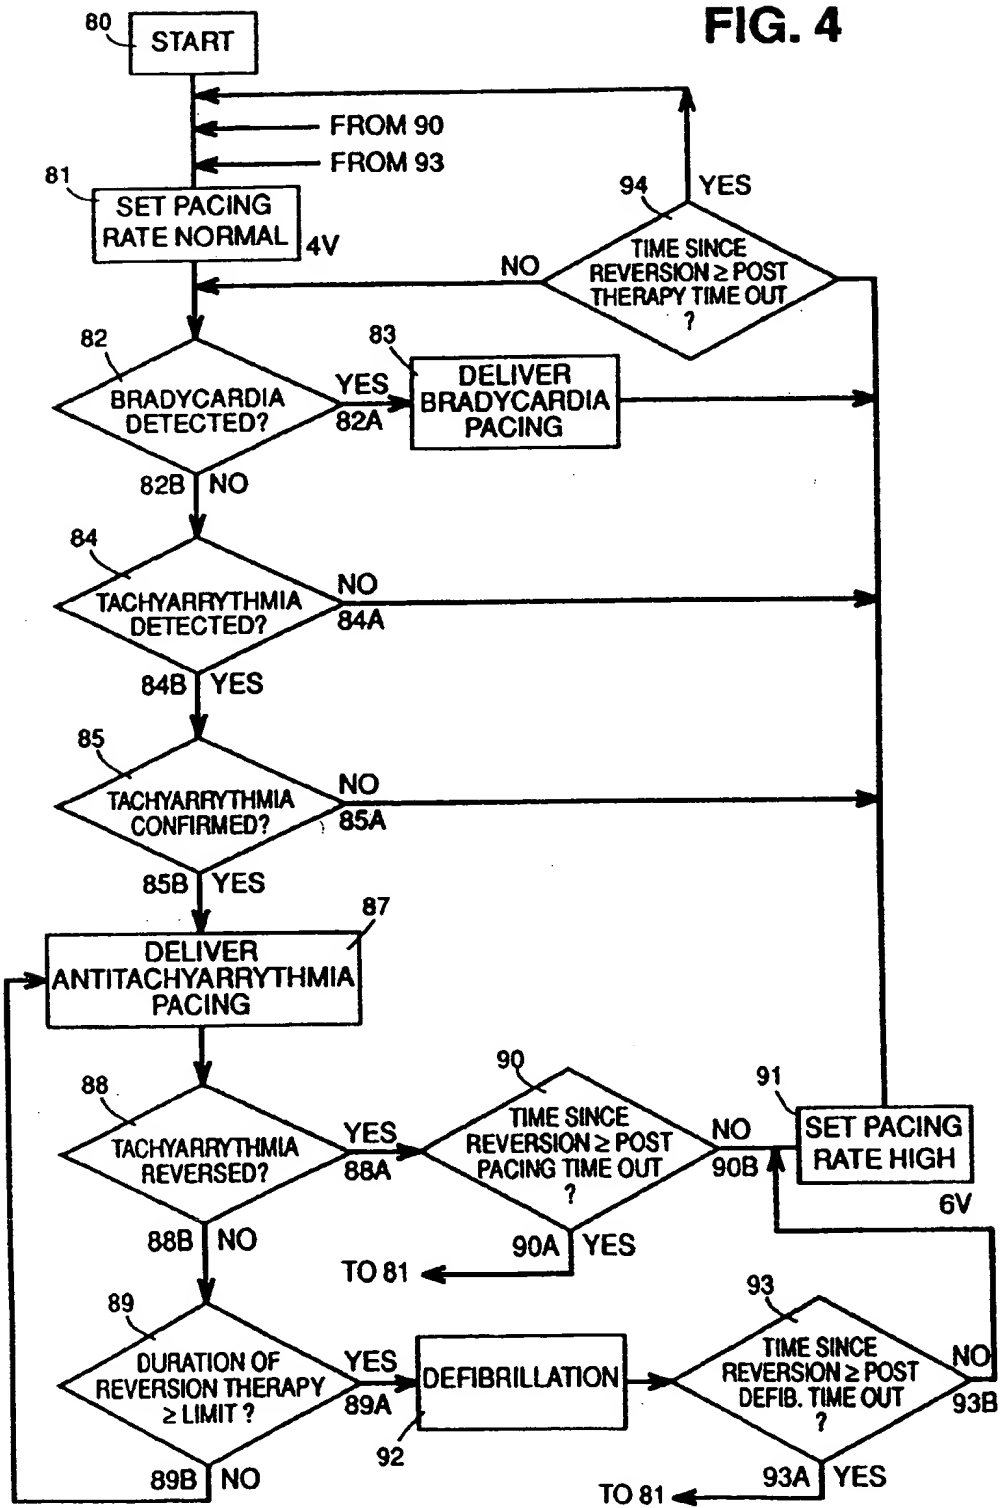 FIG. 4
80
START
FROM 90
FROM 93
81
SET PACING
RATE NORMAL
4V
94
YES
TIME SINCE
REVERSION ≥ POST
THERAPY TIME OUT
?
NO
82
BRADYCARDIA
DETECTED?
YES
82A
83
DELIVER
BRADYCARDIA
PACING
82B NO
84
TACHYARRYTHMIA
DETECTED?
NO
84A
84B YES
85
TACHYARRYTHMIA
CONFIRMED?
NO
85A
85B YES
87
DELIVER
ANTITACHYARRYTHMIA
PACING
88
TACHYARRYTHMIA
REVERSED?
YES
88A
90
TIME SINCE
REVERSION ≥ POST
PACING TIME OUT
?
NO
90B
91
SET PACING
RATE HIGH
6V
88B NO
90A YES
TO 81
89
DURATION OF
REVERSION THERAPY
≥ LIMIT ?
YES
89A
DEFIBRILLATION
92
93
TIME SINCE
REVERSION ≥ POST
DEFIB. TIME OUT
?
NO
93B
89B NO
93A YES
TO 81